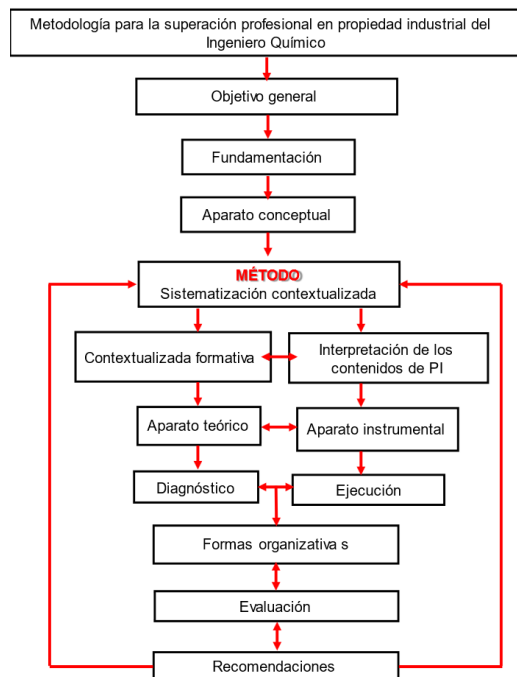 Metodología para la superación profesional en propiedad industrial del
Ingeniero Químico
Objetivo general
Fundamentación
Aparato conceptual
MÉTODO
Sistematización contextualizada
Contextualizada formativa
Interpretación de los
contenidos de PI
Aparato teórico
Aparato instrumental
Diagnóstico
Ejecución
Formas organizativa s
Evaluación
Recomendaciones